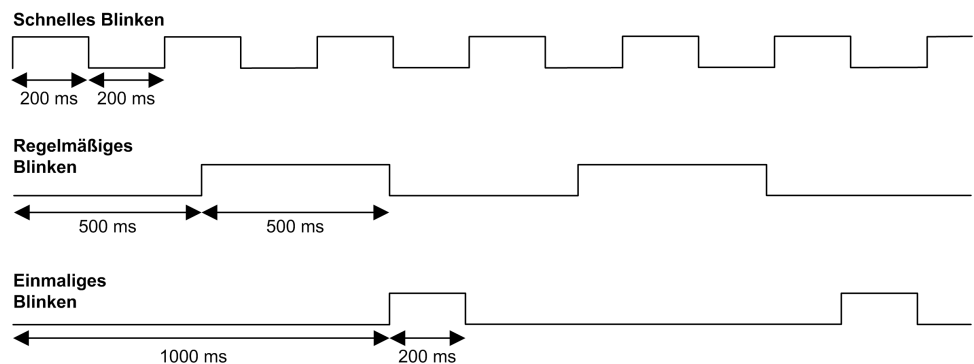 Schnelles Blinken
200 ms 200 ms
Regelmäßiges
Blinken
500 ms 500 ms
Einmaliges
Blinken
1000 ms 200 ms